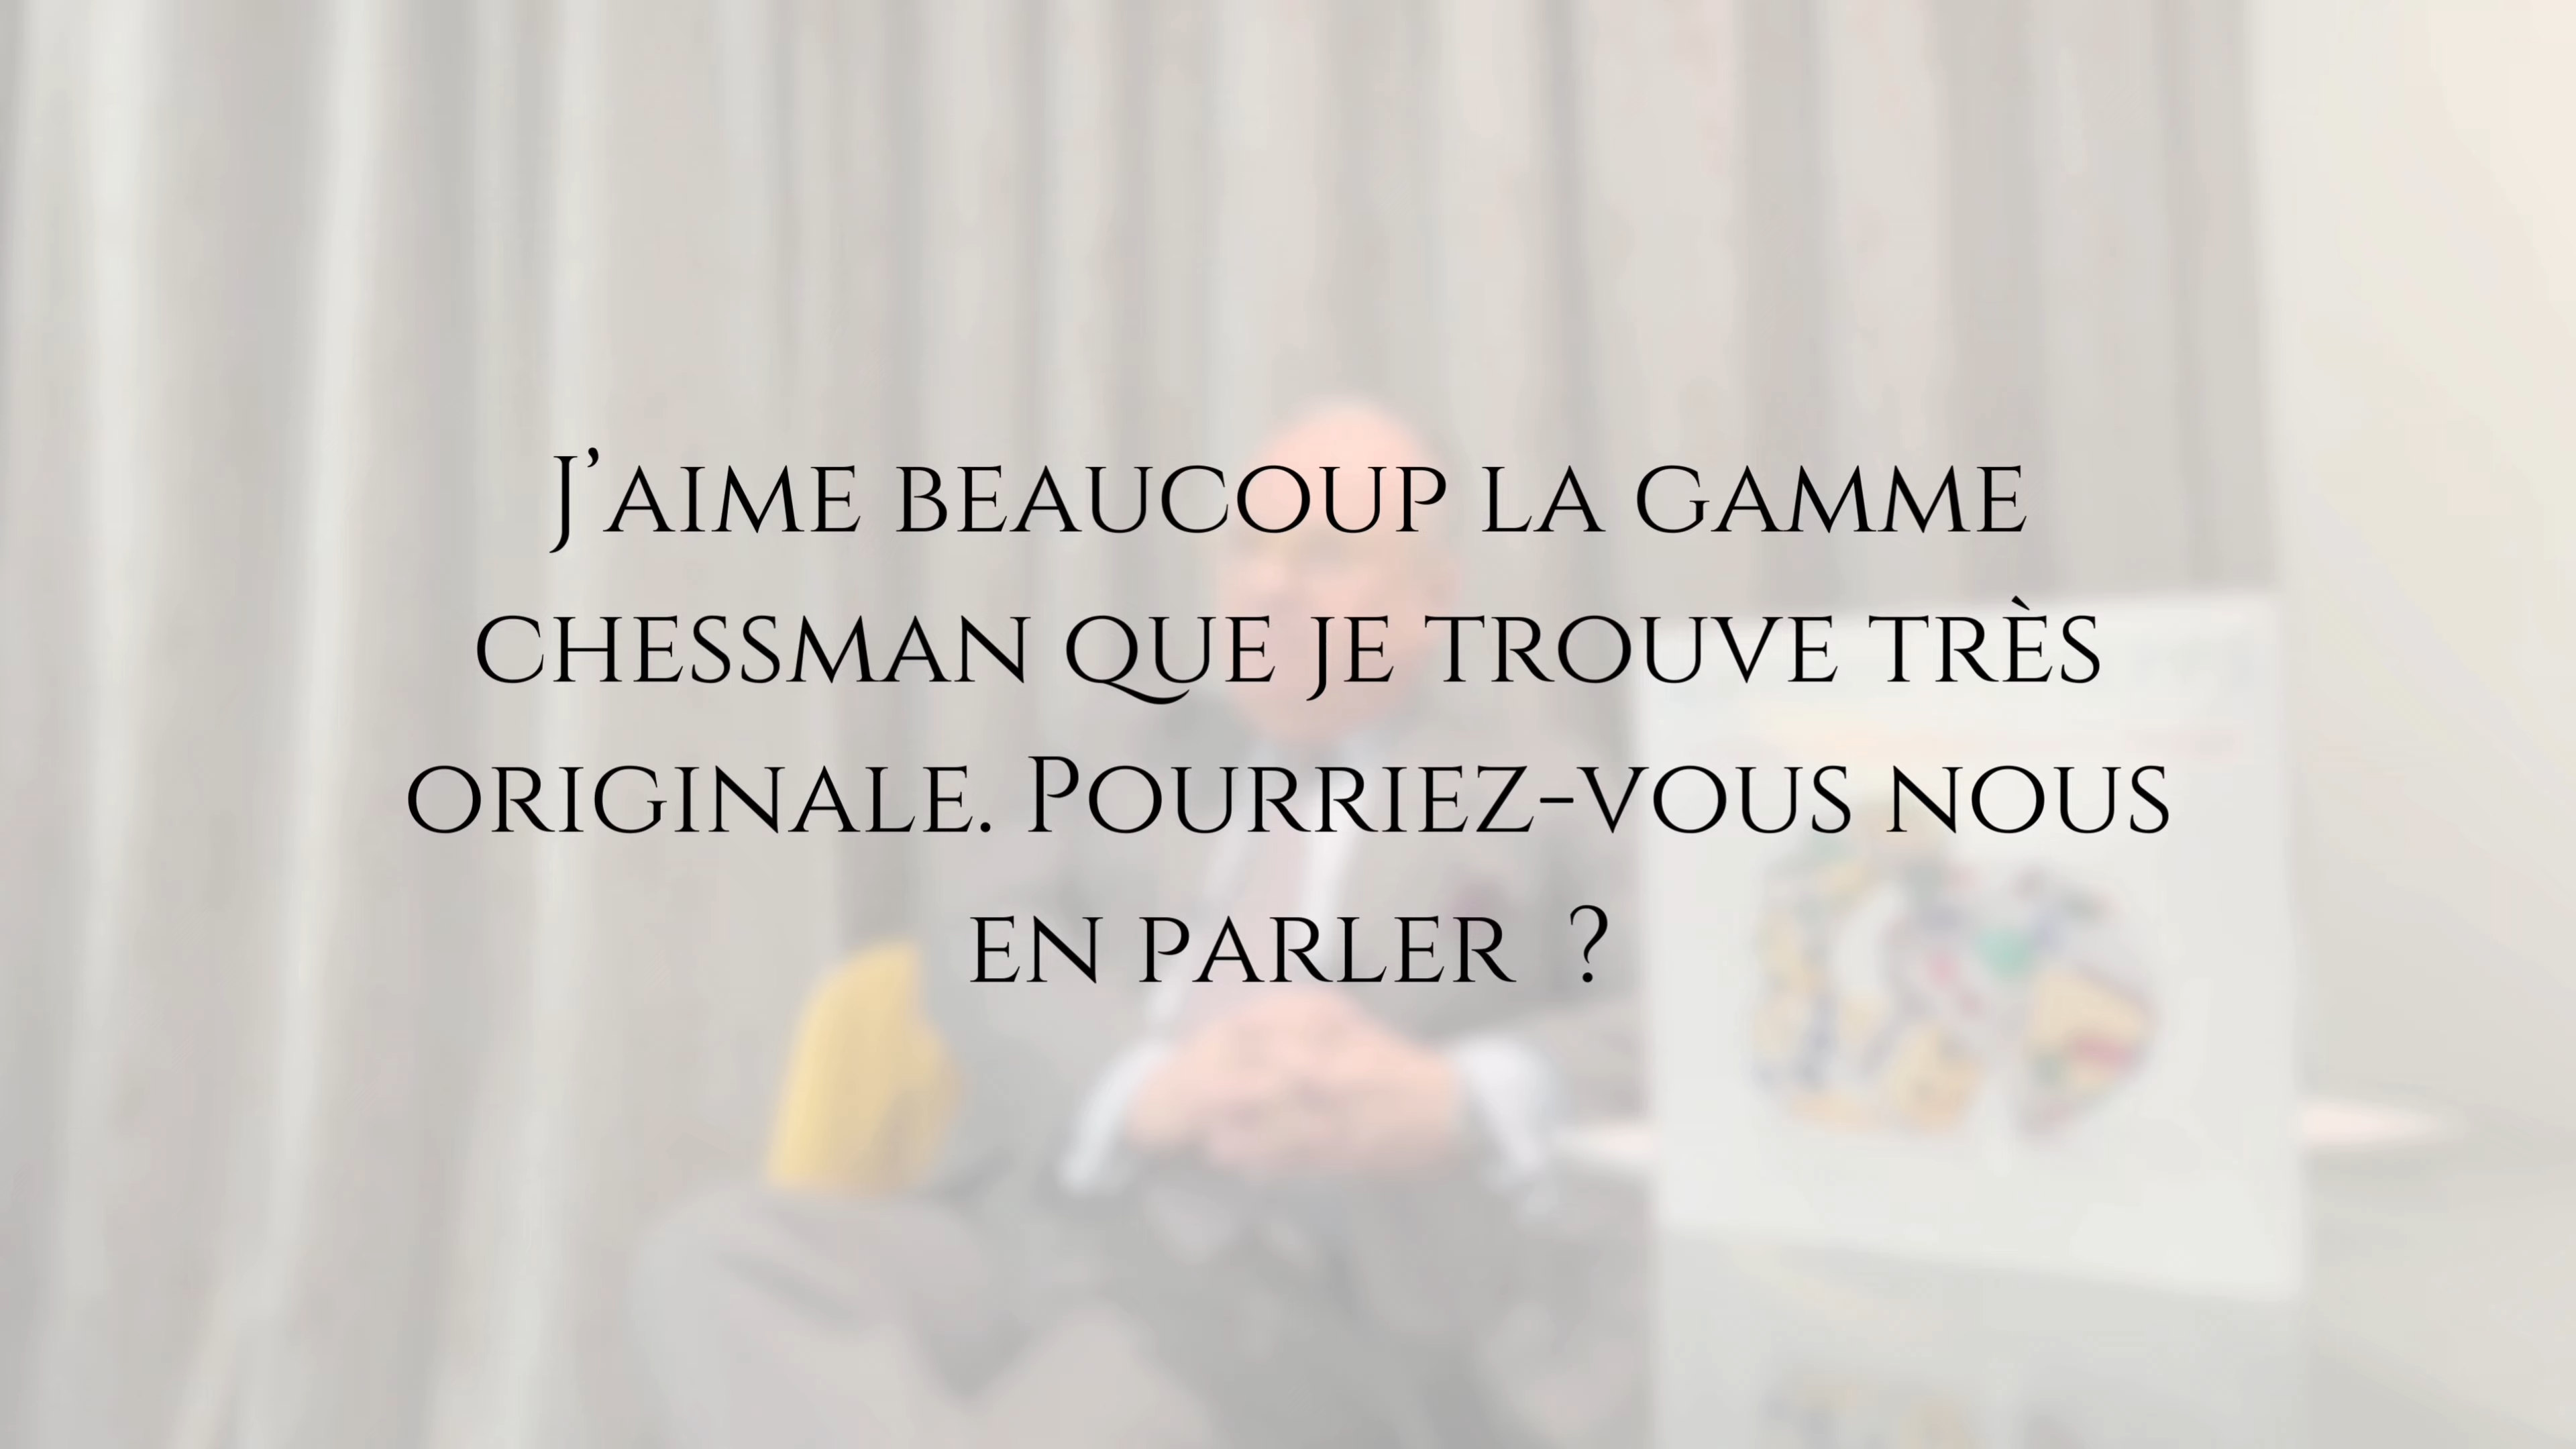 J’aime beaucoup la gamme
chessman que je trouve très
originale. Pourriez-vous nous
en parler  ?